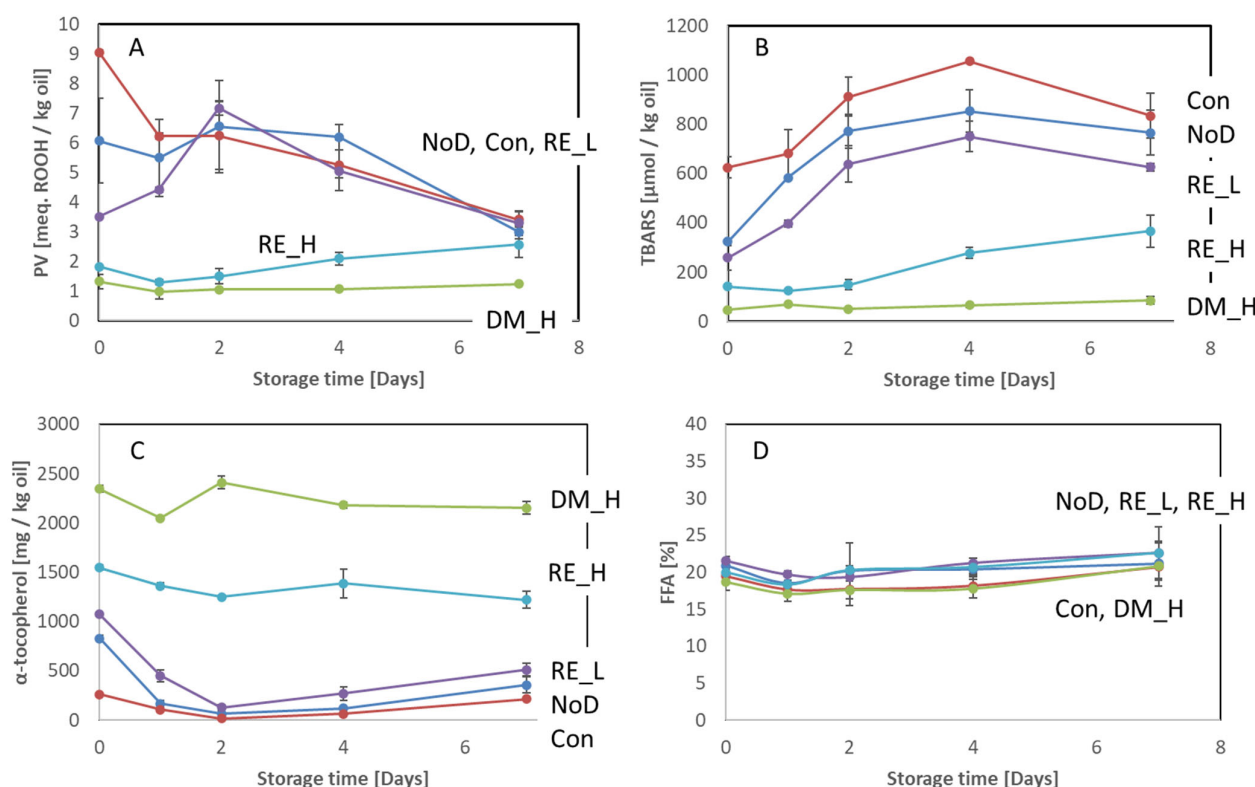 A
PV [meq. ROOH / kg oil]
10
9
8
7
6
5
4
3
2
1
0
NoD, Con, RE_L
RE_H
DM_H
0 2 4 6 8
Storage time [Days]
B
TBARS [µmol / kg oil]
1200
1000
800
600
400
200
0
Con
NoD
RE_L
RE_H
DM_H
0 2 4 6 8
Storage time [Days]
C
α-tocopherol [mg / kg oil]
3000
2500
2000
1500
1000
500
0
DM_H
RE_H
RE_L
NoD
Con
0 2 4 6
Storage time [Days]
D
FFA [%]
40
35
30
25
20
15
10
5
0
NoD, RE_L, RE_H
Con, DM_H
0 2 4 6 8
Storage time [Days]